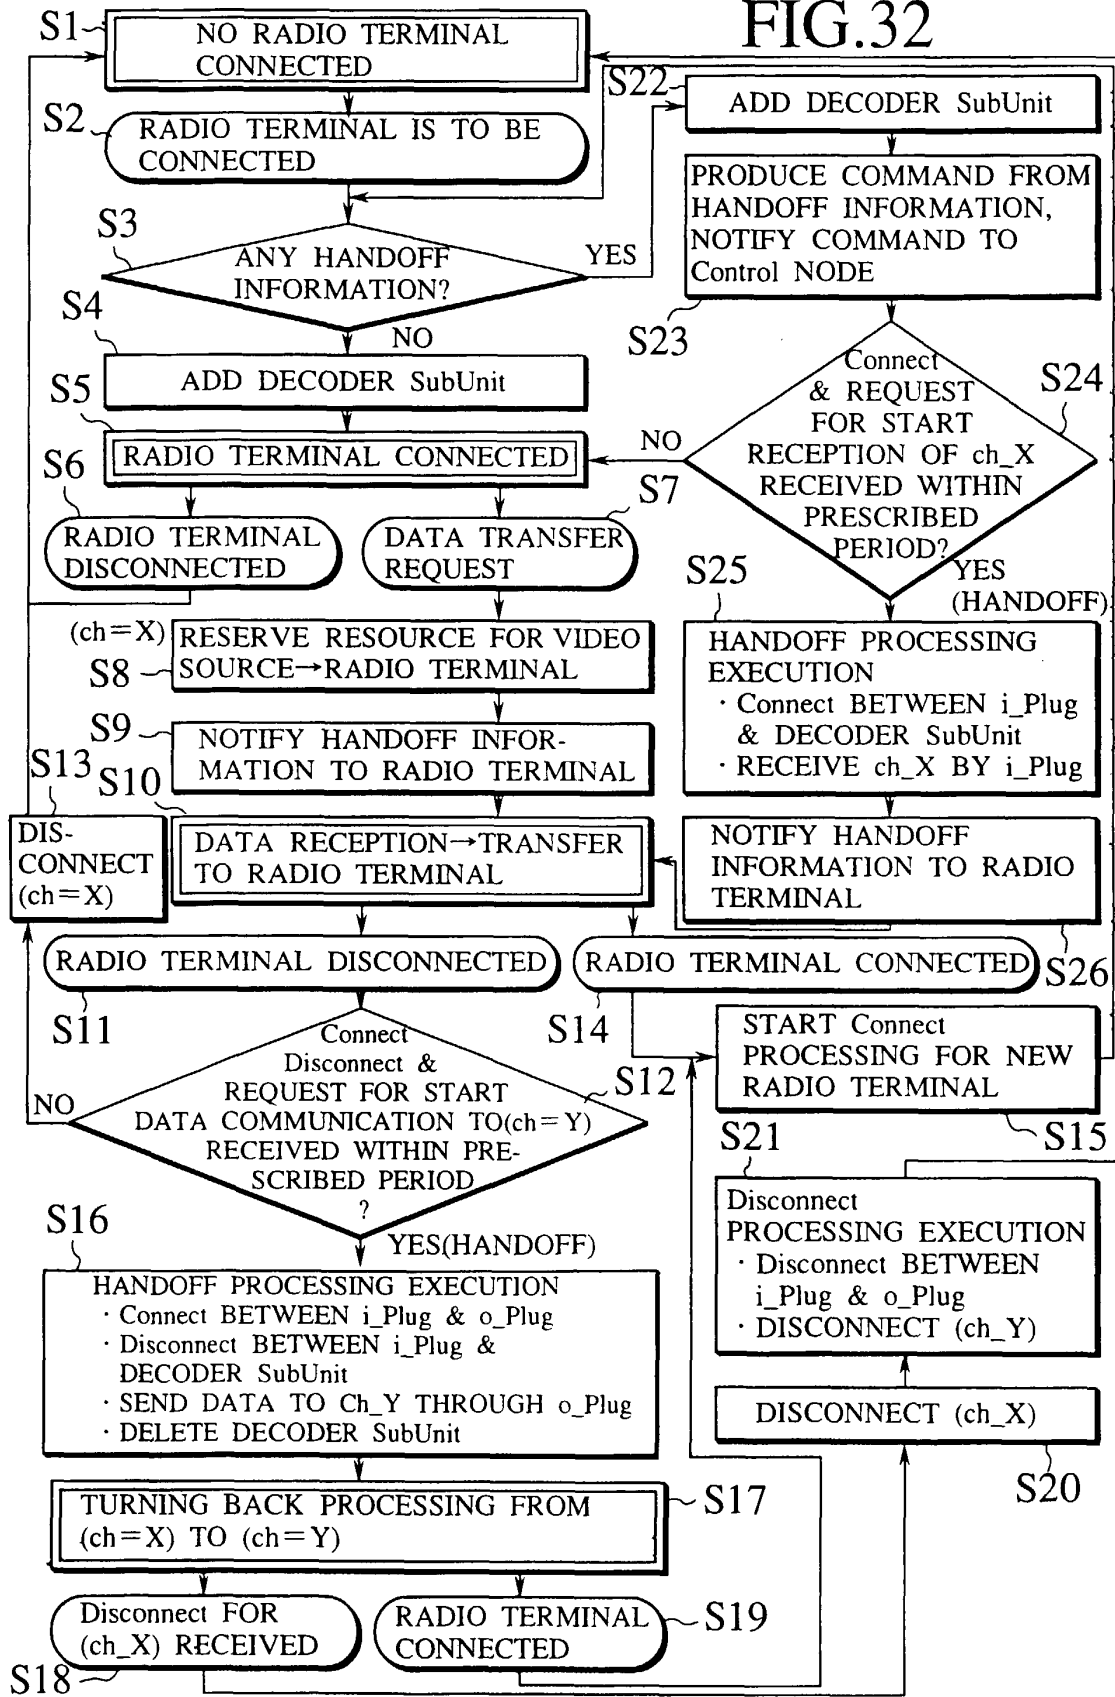 FIG.32
S1
NO RADIO TERMINAL
CONNECTED
S2
RADIO TERMINAL IS TO BE
CONNECTED
S3
ANY HANDOFF
INFORMATION?
YES
NO
S4
ADD DECODER SubUnit
S5
RADIO TERMINAL CONNECTED
S6
RADIO TERMINAL
DISCONNECTED
S7
DATA TRANSFER
REQUEST
(ch=X)
S8
RESERVE RESOURCE FOR VIDEO
SOURCE→RADIO TERMINAL
S9
NOTIFY HANDOFF INFOR-
MATION TO RADIO TERMINAL
S10
DATA RECEPTION→TRANSFER
TO RADIO TERMINAL
S13
DIS-
CONNECT
(ch=X)
RADIO TERMINAL DISCONNECTED
S11
RADIO TERMINAL CONNECTED
S14
Connect
Disconnect &
REQUEST FOR START
DATA COMMUNICATION TO(ch=Y)
RECEIVED WITHIN PRE-
SCRIBED PERIOD
?
S12
NO
YES(HANDOFF)
START Connect
PROCESSING FOR NEW
RADIO TERMINAL
S15
S16
HANDOFF PROCESSING EXECUTION
· Connect BETWEEN i_Plug & o_Plug
· Disconnect BETWEEN i_Plug &
DECODER SubUnit
· SEND DATA TO Ch_Y THROUGH o_Plug
· DELETE DECODER SubUnit
TURNING BACK PROCESSING FROM
(ch=X) TO (ch=Y)
S17
Disconnect FOR
(ch_X) RECEIVED
S18
RADIO TERMINAL
CONNECTED
S19
DISCONNECT (ch_X)
S20
S21
Disconnect
PROCESSING EXECUTION
· Disconnect BETWEEN
i_Plug & o_Plug
· DISCONNECT (ch_Y)
S22
ADD DECODER SubUnit
PRODUCE COMMAND FROM
HANDOFF INFORMATION,
NOTIFY COMMAND TO
Control NODE
S23
Connect
& REQUEST
FOR START
RECEPTION OF ch_X
RECEIVED WITHIN
PRESCRIBED
PERIOD?
S24
NO
YES
(HANDOFF)
S25
HANDOFF PROCESSING
EXECUTION
· Connect BETWEEN i_Plug
& DECODER SubUnit
· RECEIVE ch_X BY i_Plug
NOTIFY HANDOFF
INFORMATION TO RADIO
TERMINAL
S26